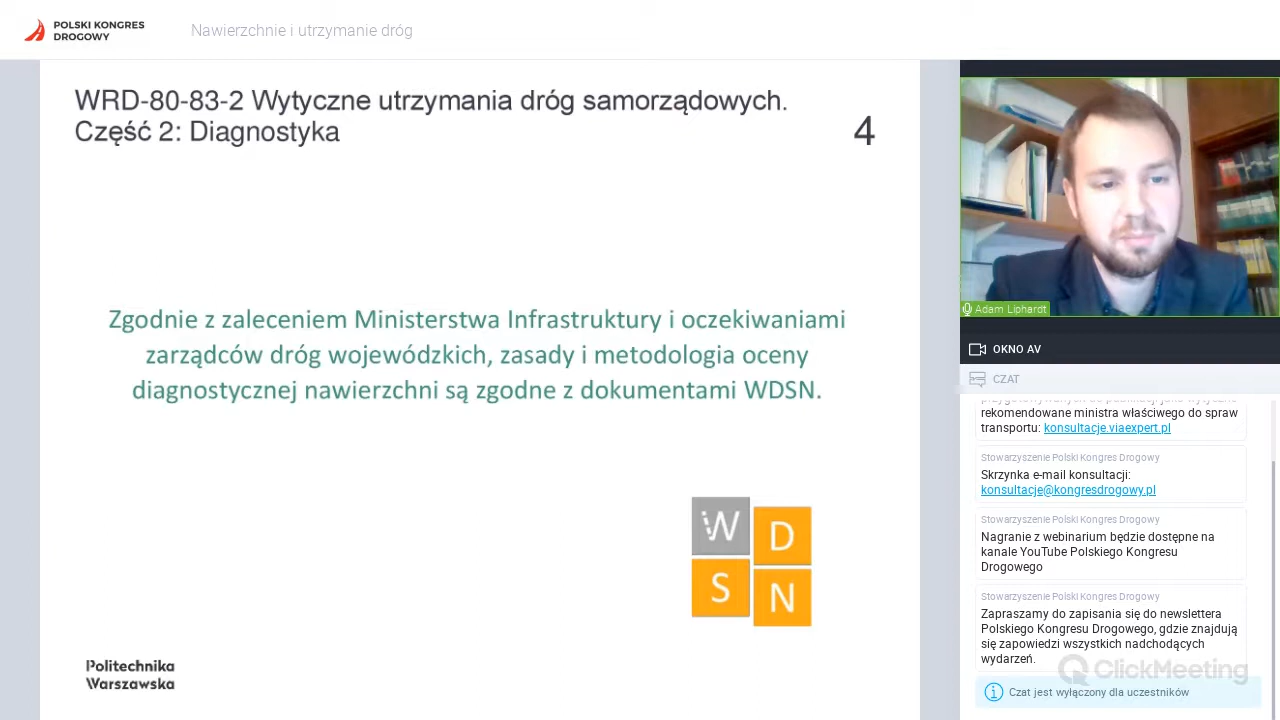 POLSKI KONGRES
DROGOWY
Nawierzchnie i utrzymanie dróg
WRD-80-83-2 Wytyczne utrzymania dróg samorządowych.
Część 2: Diagnostyka
4
Zgodnie z zaleceniem Ministerstwa Infrastruktury i oczekiwaniami
zarządców dróg wojewódzkich, zasady i metodologia oceny
diagnostycznej nawierzchni są zgodne z dokumentami WDSN.
W D
S N
Politechnika
Warszawska
Adam Liphardt
OKNO AV
CZAT
rekomendowane ministra właściwego do spraw
transportu: konsultacje.viaexpert.pl
Stowarzyszenie Polski Kongres Drogowy
Skrzynka e-mail konsultacji:
konsultacje@kongresdrogowy.pl
Stowarzyszenie Polski Kongres Drogowy
Nagranie z webinarium będzie dostępne na
kanale YouTube Polskiego Kongresu
Drogowego
Stowarzyszenie Polski Kongres Drogowy
Zapraszamy do zapisania się do newslettera
Polskiego Kongresu Drogowego, gdzie znajdują
się zapowiedzi wszystkich nadchodzących
wydarzeń.
ClickMeeting
Czat jest wyłączony dla uczestników